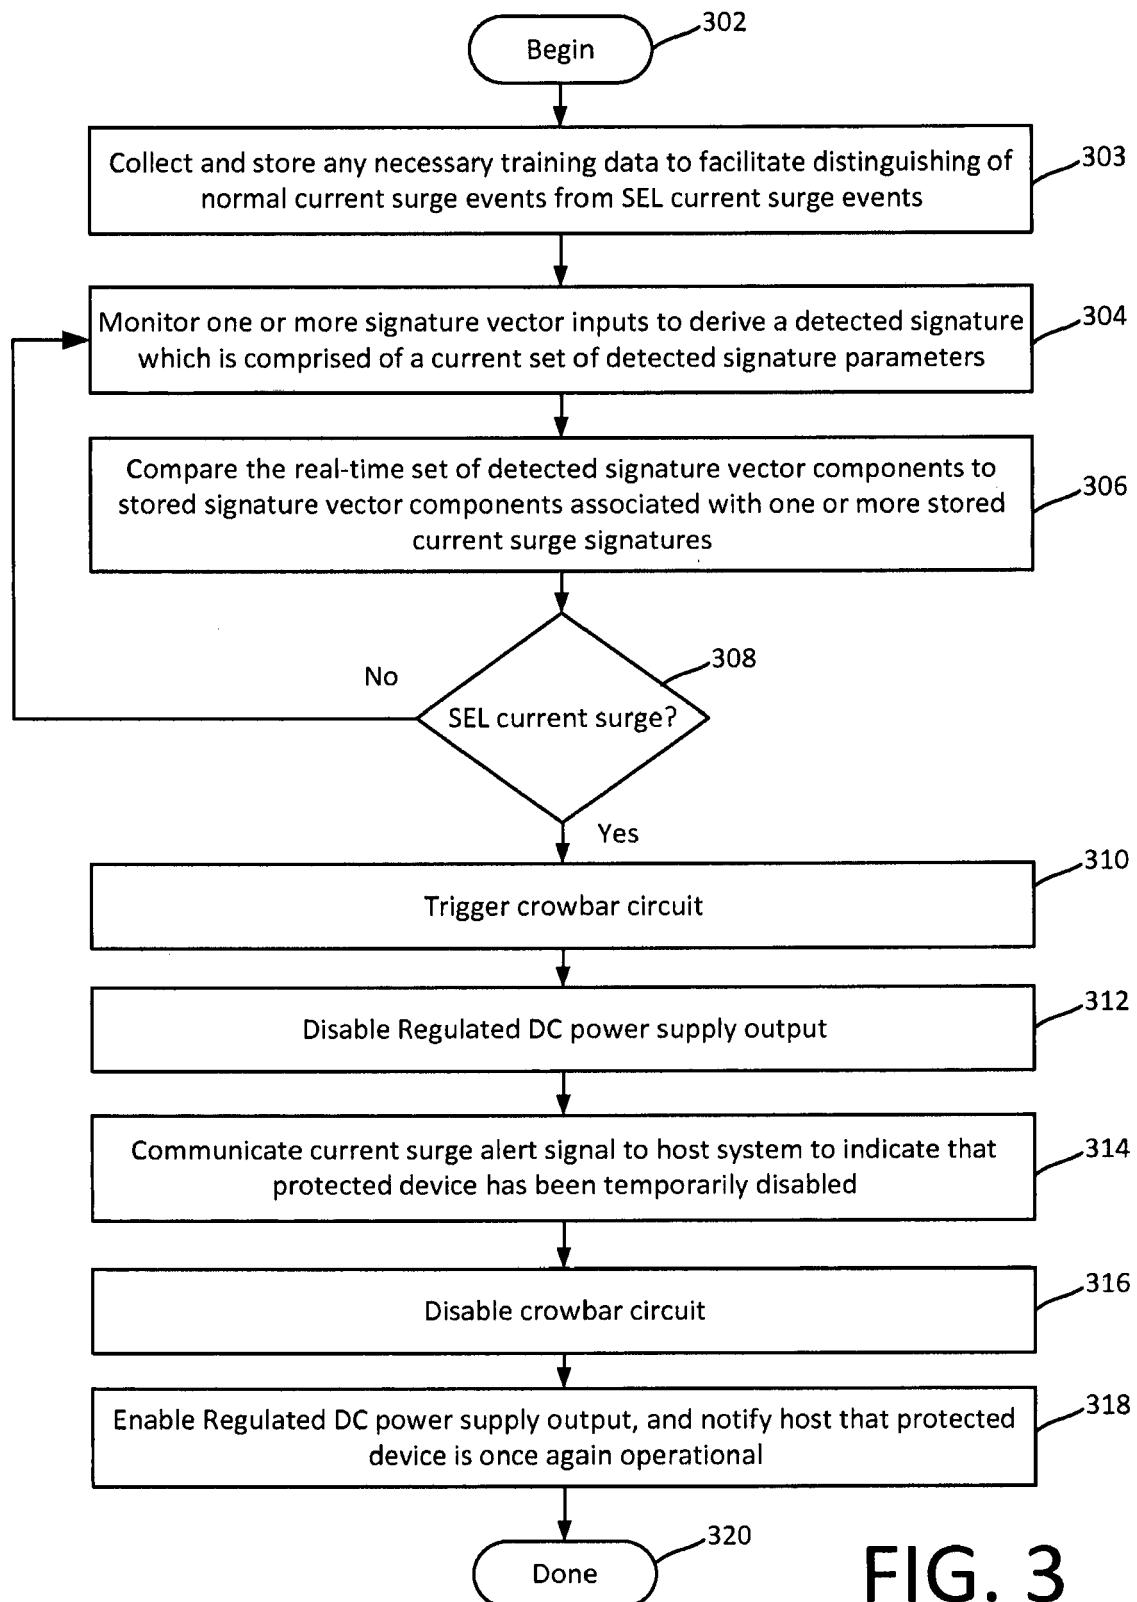 302
Begin
303
Collect and store any necessary training data to facilitate distinguishing of
normal current surge events from SEL current surge events
304
Monitor one or more signature vector inputs to derive a detected signature
which is comprised of a current set of detected signature parameters
306
Compare the real-time set of detected signature vector components to
stored signature vector components associated with one or more stored
current surge signatures
308
No
SEL current surge?
Yes
310
Trigger crowbar circuit
312
Disable Regulated DC power supply output
314
Communicate current surge alert signal to host system to indicate that
protected device has been temporarily disabled
316
Disable crowbar circuit
318
Enable Regulated DC power supply output, and notify host that protected
device is once again operational
320
Done
FIG. 3